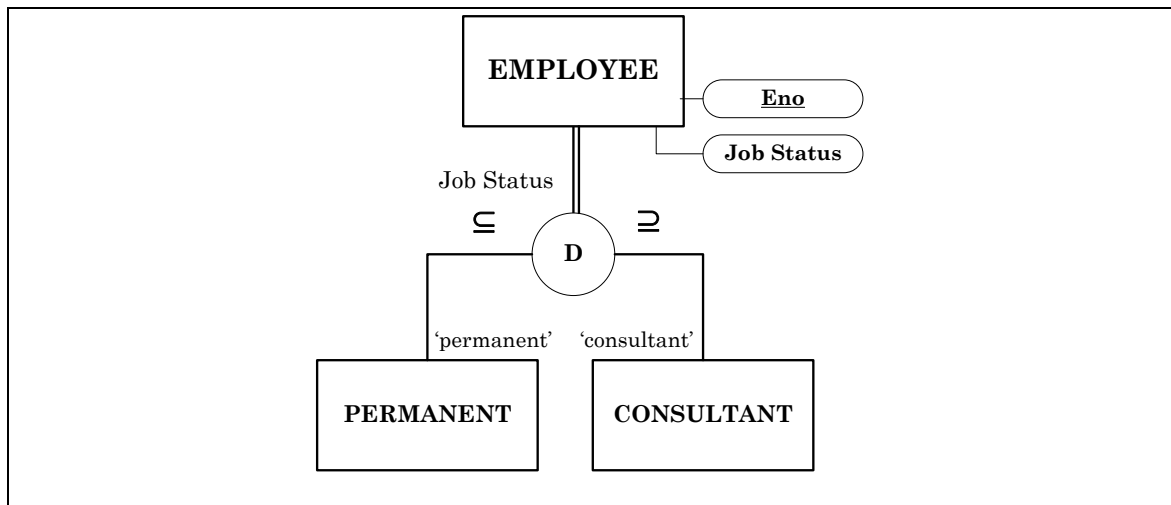 EMPLOYEE
Eno
Job Status
Job Status
⊆ ⊇
D
‘permanent’ ‘consultant’
PERMANENT CONSULTANT